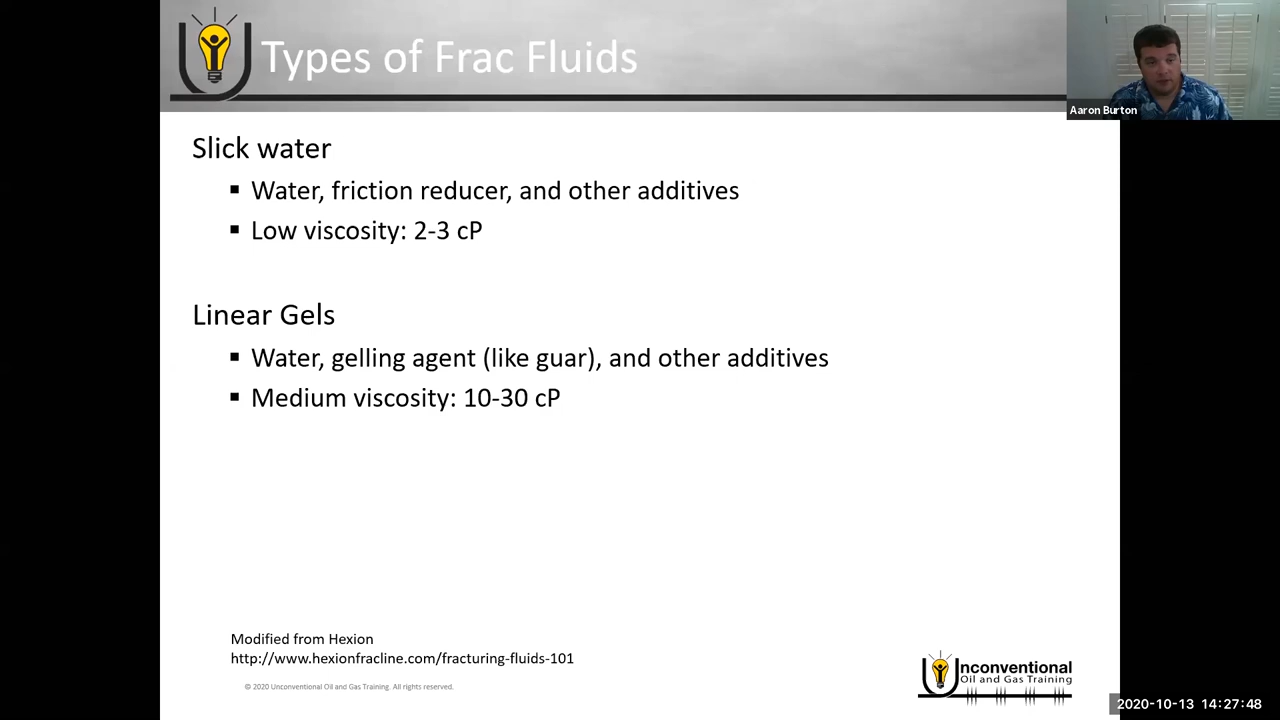 Types of Frac Fluids
Aaron Burton
Slick water
▪ Water, friction reducer, and other additives
▪ Low viscosity: 2-3 cP
Linear Gels
▪ Water, gelling agent (like guar), and other additives
▪ Medium viscosity: 10-30 cP
Modified from Hexion
http://www.hexionfracline.com/fracturing-fluids-101
© 2020 Unconventional Oil and Gas Training. All rights reserved.
Unconventional
Oil and Gas Training
2020-10-13 14:27:48